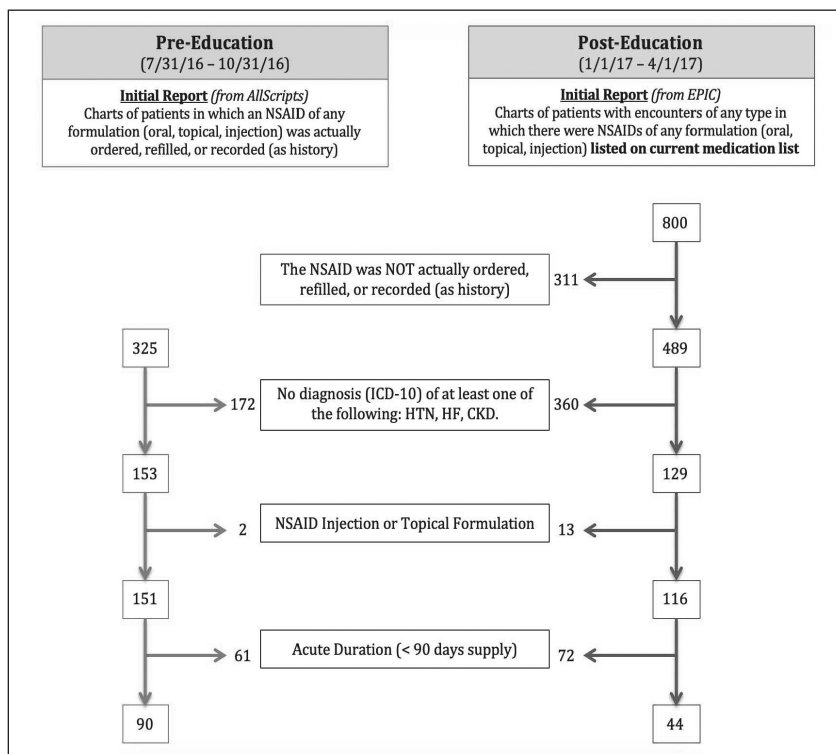 Pre-Education
(7/31/16 – 10/31/16)
Initial Report (from AllScripts)
Charts of patients in which an NSAID of any
formulation (oral, topical, injection) was actually
ordered, refilled, or recorded (as history)
Post-Education
(1/1/17 – 4/1/17)
Initial Report (from EPIC)
Charts of patients with encounters of any type in
which there were NSAIDs of any formulation (oral,
topical, injection) listed on current medication list
800
The NSAID was NOT actually ordered,
refilled, or recorded (as history)
311
325
489
172
No diagnosis (ICD-10) of at least one of
the following: HTN, HF, CKD.
360
153
129
2
NSAID Injection or Topical Formulation
13
151
116
61
Acute Duration (< 90 days supply)
72
90
44